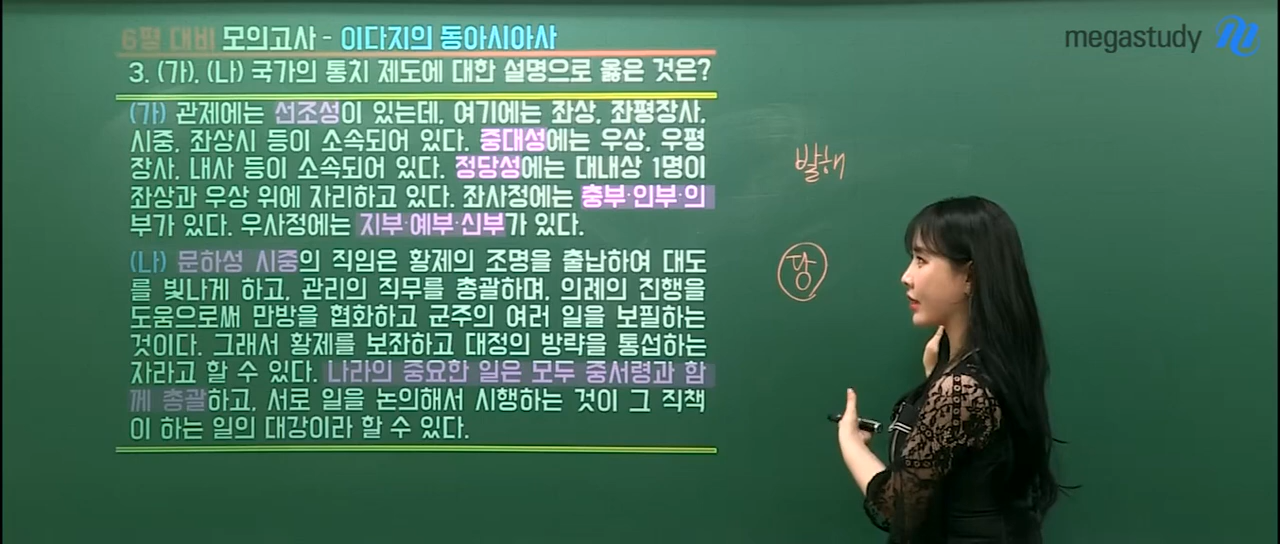 6평 대비 모의고사 - 이다지의 동아시아사
megastudy
3. (가), (나) 국가의 통치 제도에 대한 설명으로 옳은 것은?
(가) 관제에는 선조성이 있는데, 여기에는 좌상, 좌평장사,
시중, 좌상시 등이 소속되어 있다. 중대성에는 우상, 우평
장사, 내사 등이 소속되어 있다. 정당성에는 대내상 1명이
좌상과 우상 위에 자리하고 있다. 좌사정에는 충부·인부·의
부가 있다. 우사정에는 지부·예부·신부가 있다.
(나) 문하성 시중의 직임은 황제의 조명을 출납하여 대도
를 빛나게 하고, 관리의 직무를 총괄하며, 의례의 진행을
도움으로써 만방을 협화하고 군주의 여러 일을 보필하는
것이다. 그래서 황제를 보좌하고 대정의 방략을 통섭하는
자라고 할 수 있다. 나라의 중요한 일은 모두 중서령과 함
께 총괄하고, 서로 일을 논의해서 시행하는 것이 그 직책
이 하는 일의 대강이라 할 수 있다.
발해
당